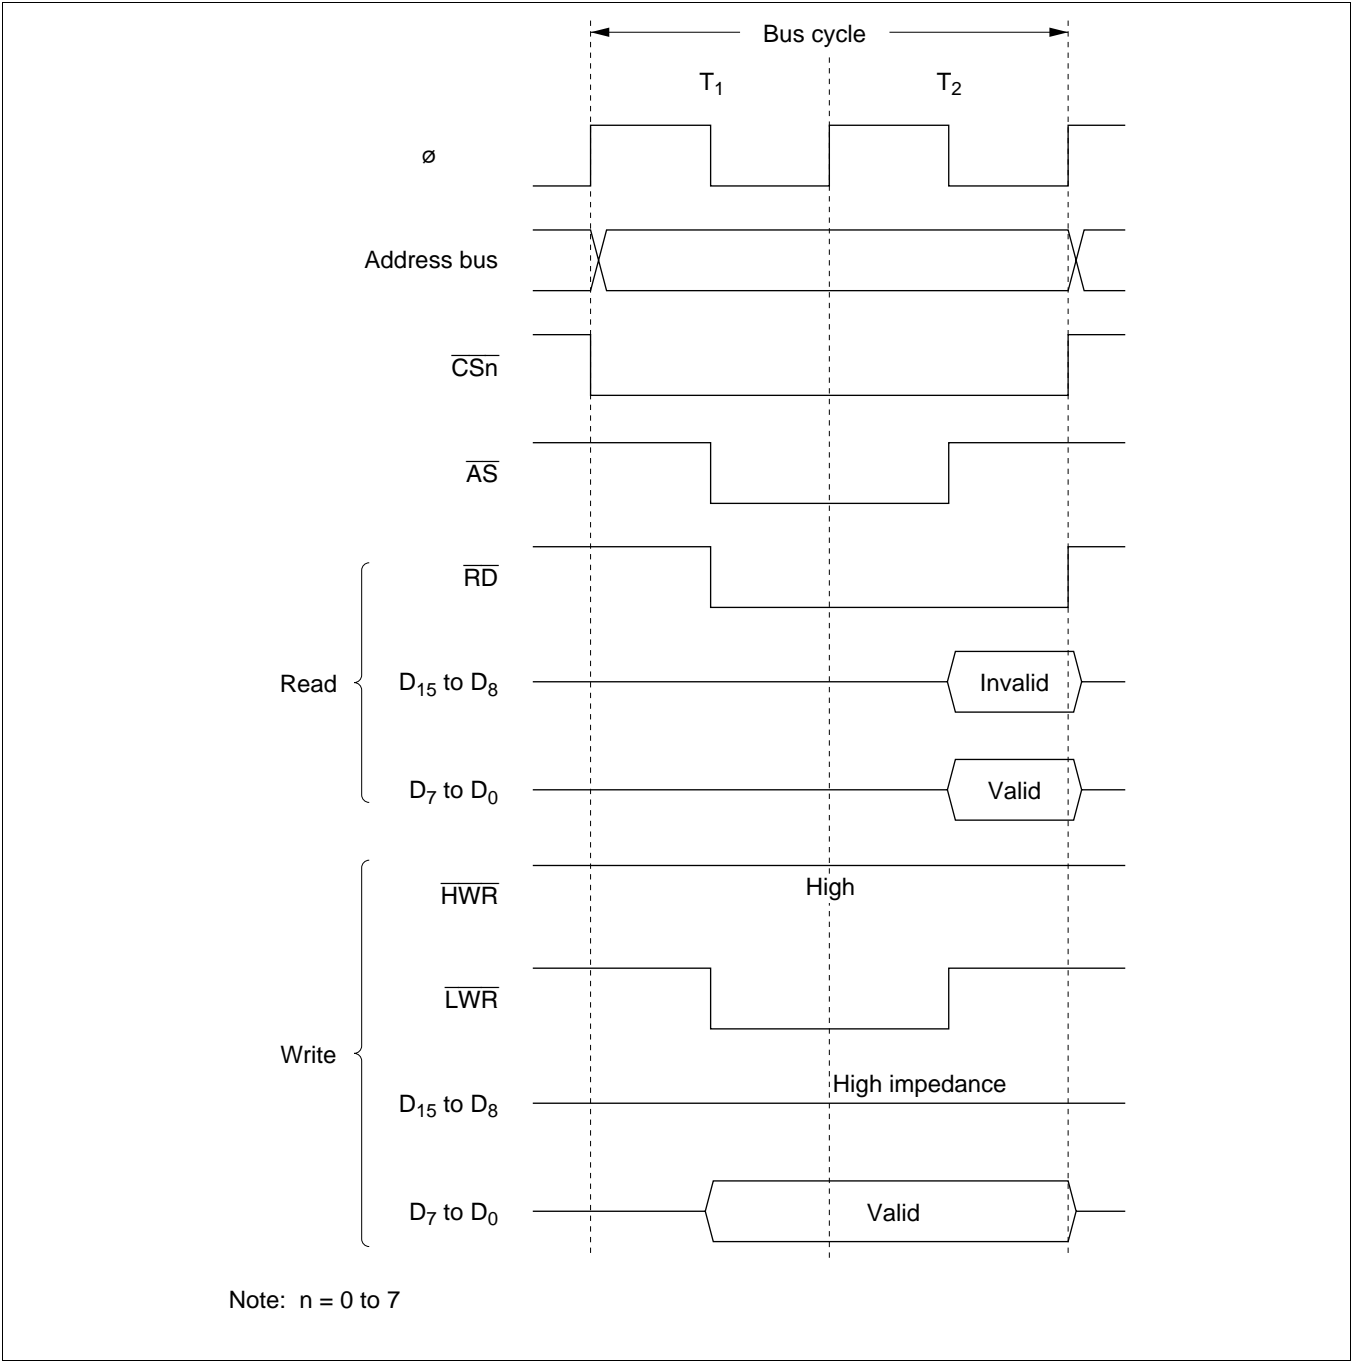 Bus cycle
T1 T2
ø
Address bus
CSn
AS
RD
Read
D15 to D8
Invalid
D7 to D0
Valid
HWR
High
LWR
Write
High impedance
D15 to D8
D7 to D0
Valid
Note: n = 0 to 7